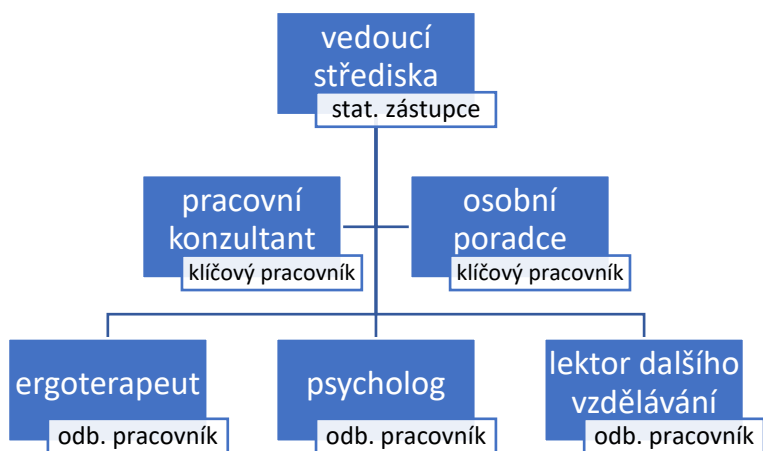 vedoucí
střediska
stat. zástupce
pracovní
konzultant
klíčový pracovník
osobní
poradce
klíčový pracovník
ergoterapeut
odb. pracovník
psycholog
odb. pracovník
lektor dalšího
vzdělávání
odb. pracovník